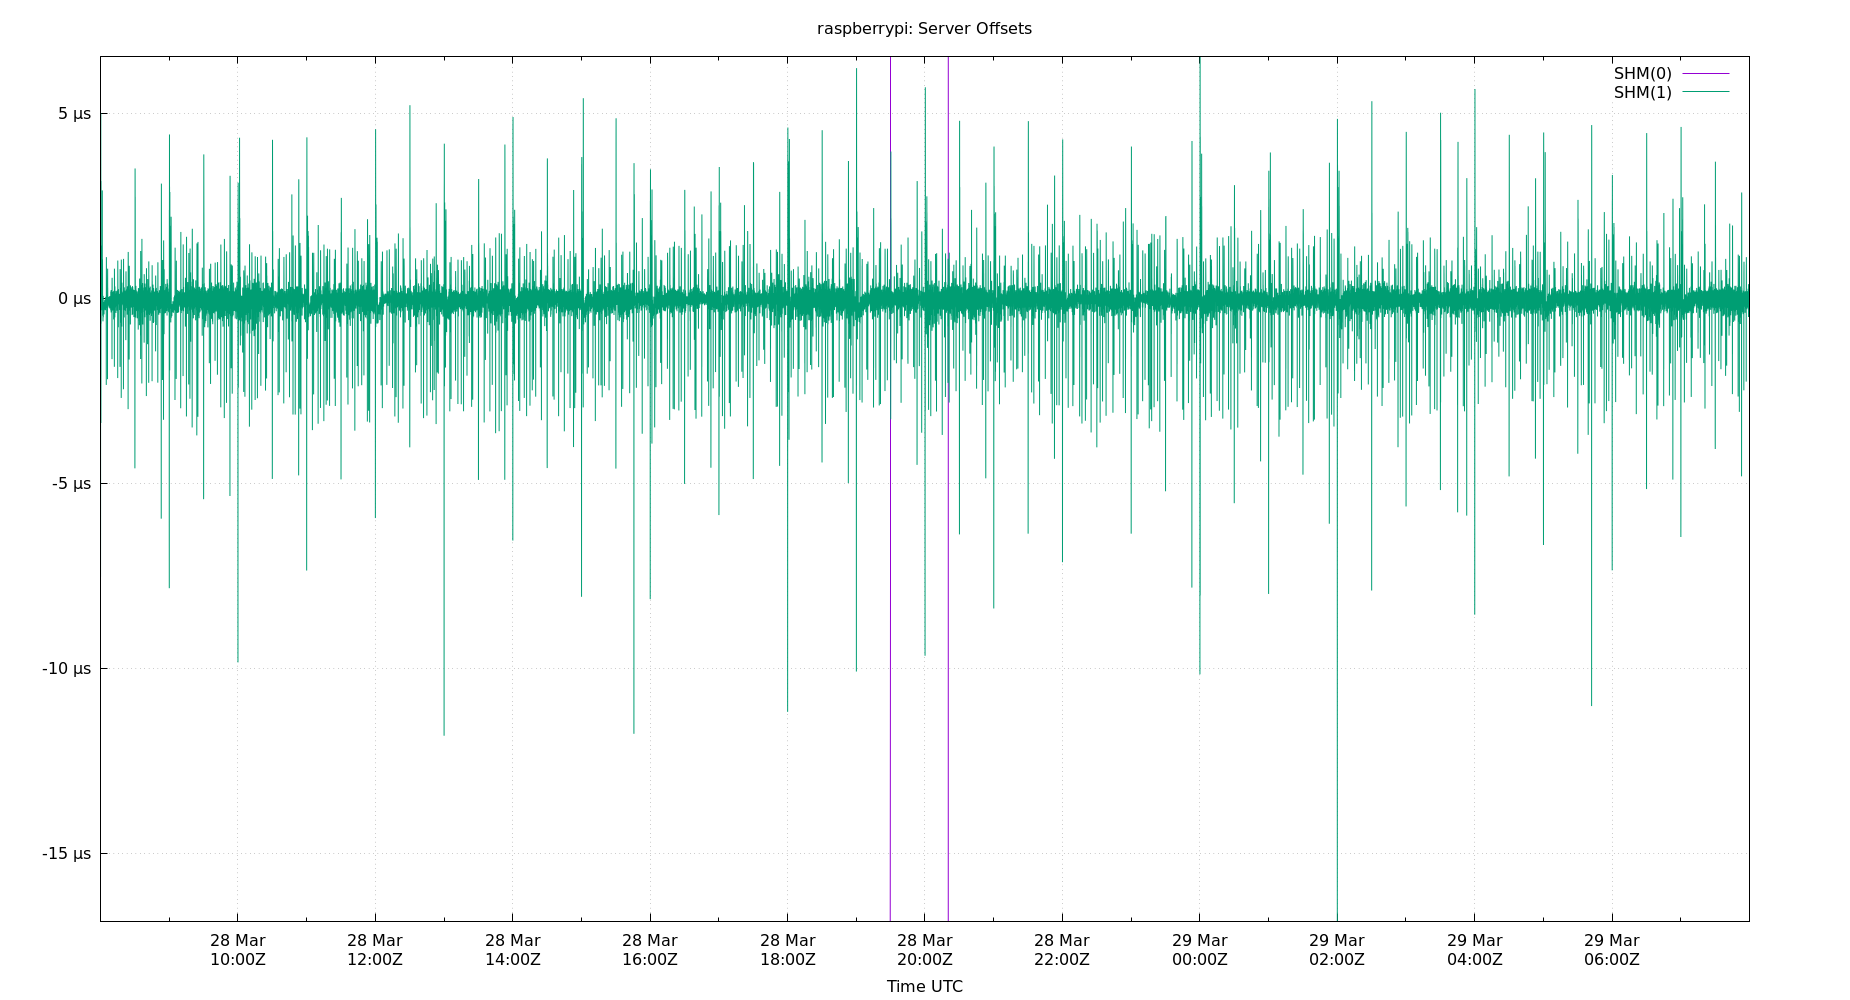 raspberrypi: Server Offsets
SHM(0)
SHM(1)
5 µs
0 µs
-5 µs
-10 µs
-15 µs
28 Mar 28 Mar 28 Mar 28 Mar 28 Mar 28 Mar 28 Mar 29 Mar 29 Mar 29 Mar 29 Mar
10:00Z 12:00Z 14:00Z 16:00Z 18:00Z 20:00Z 22:00Z 00:00Z 02:00Z 04:00Z 06:00Z
Time UTC